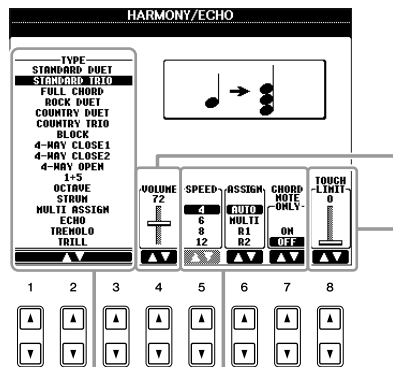 HARMONY/ECHO
TYPE
STANDARD DUET
STANDARD TRIO
FULL CHORD
ROCK DUET
COUNTRY DUET
COUNTRY TRIO
BLOCK
4-WAY CLOSE1
4-WAY CLOSE2
4-WAY OPEN
1+5
OCTAVE
STRUM
MULTI ASSIGN
ECHO
TREMOLO
TRILL
VOLUME
72
SPEED
4
6
8
12
ASSIGN
AUTO
MULTI
R1
R2
CHORD
NOTE
ONLY
ON
OFF
TOUCH
LIMIT
0
1 2 3 4 5 6 7 8